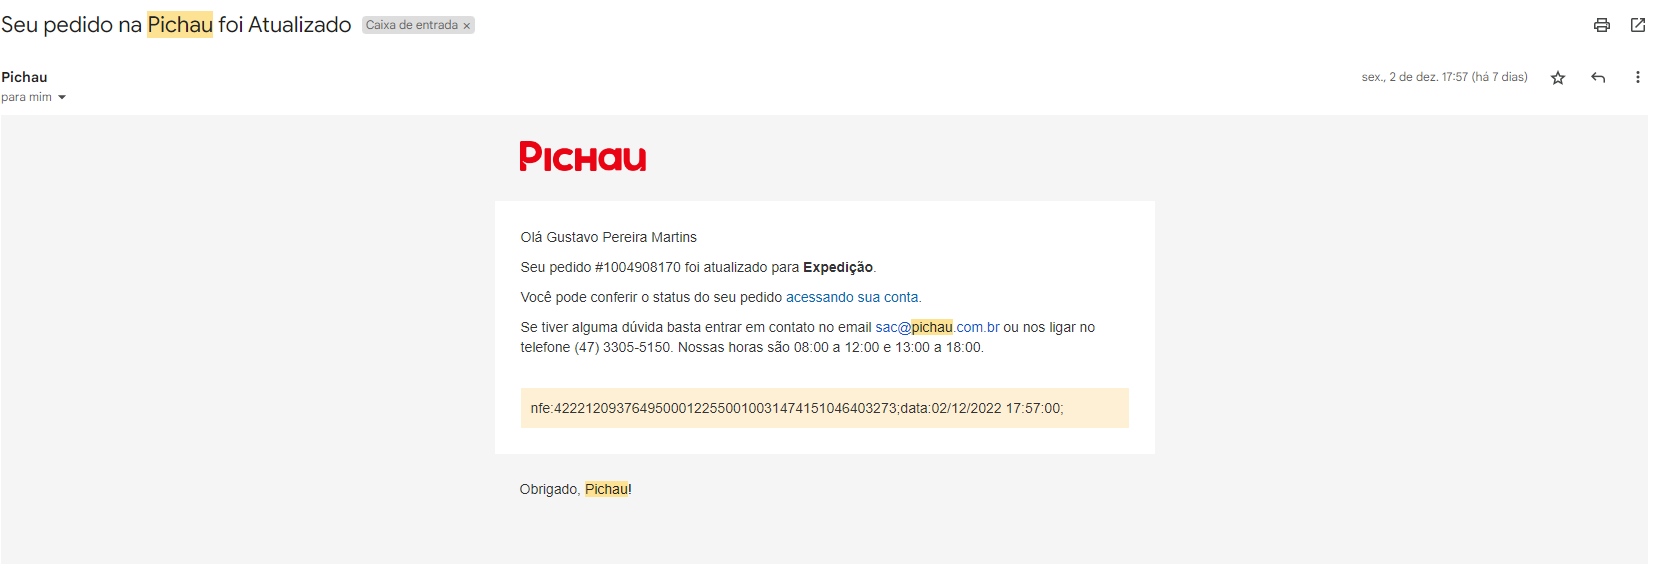 Seu pedido na Pichau foi Atualizado Caixa de entrada ×
Pichau
sex., 2 de dez. 17:57 (há 7 dias)
para mim
PICHAU
Olá Gustavo Pereira Martins
Seu pedido #1004908170 foi atualizado para Expedição.
Você pode conferir o status do seu pedido acessando sua conta.
Se tiver alguma dúvida basta entrar em contato no email sac@pichau.com.br ou nos ligar no
telefone (47) 3305-5150. Nossas horas são 08:00 a 12:00 e 13:00 a 18:00.
nfe:42221209376495000122550010031474151046403273;data:02/12/2022 17:57:00;
Obrigado, Pichau!